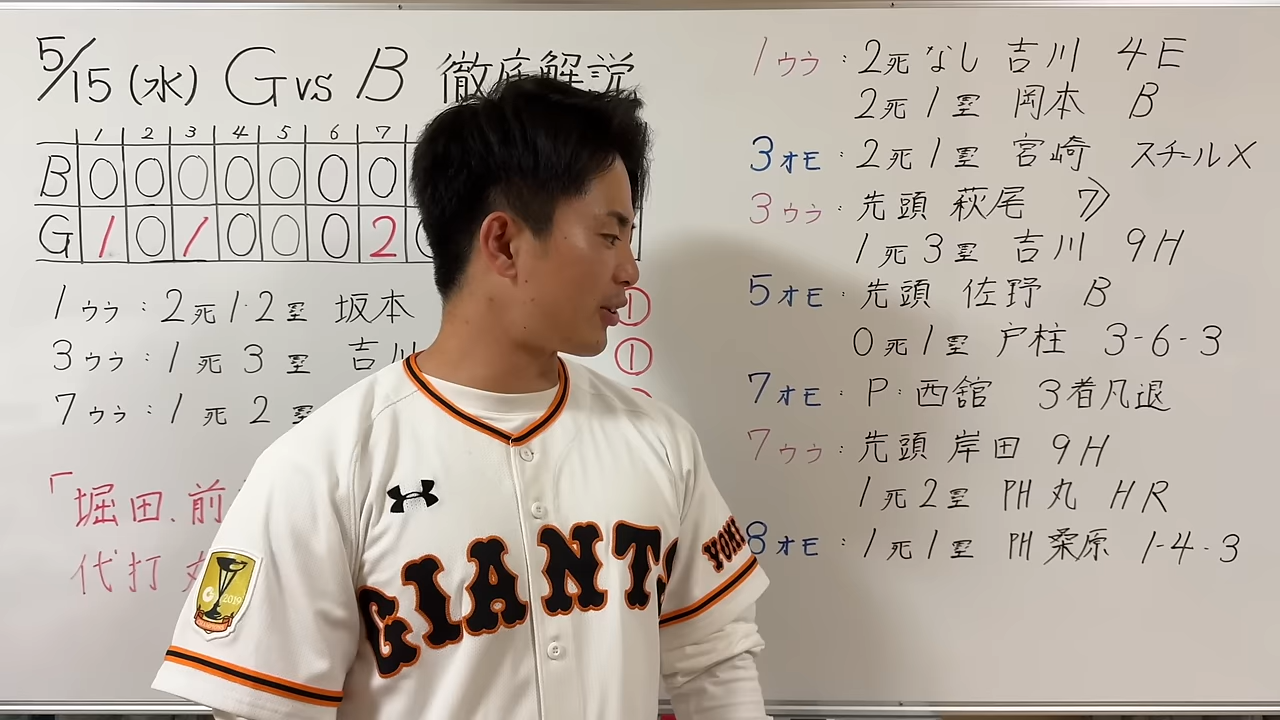 5/15(水) G vs B 徹底解説
1 2 3 4 5 6 7
B 0 0 0 0 0 0 0
G 1 0 1 0 0 0 2
1ウラ:2死1・2塁 坂本 ①
3ウラ:1死3塁 吉川 ①
7ウラ:1死2塁
「堀田、前
代打
1ウラ:2死なし 吉川 4E
2死1塁 岡本 B
3オモ:2死1塁 宮崎 スチールX
3ウラ:先頭 萩尾 7》
1死3塁 吉川 9H
5オモ:先頭 佐野 B
0死1塁 戸柱 3-6-3
7オモ:P:西舘 3者凡退
7ウラ:先頭 岸田 9H
1死2塁 PH丸 HR
8オモ:1死1塁 PH桑原 1-4-3
GIANTS
YOMI
2019